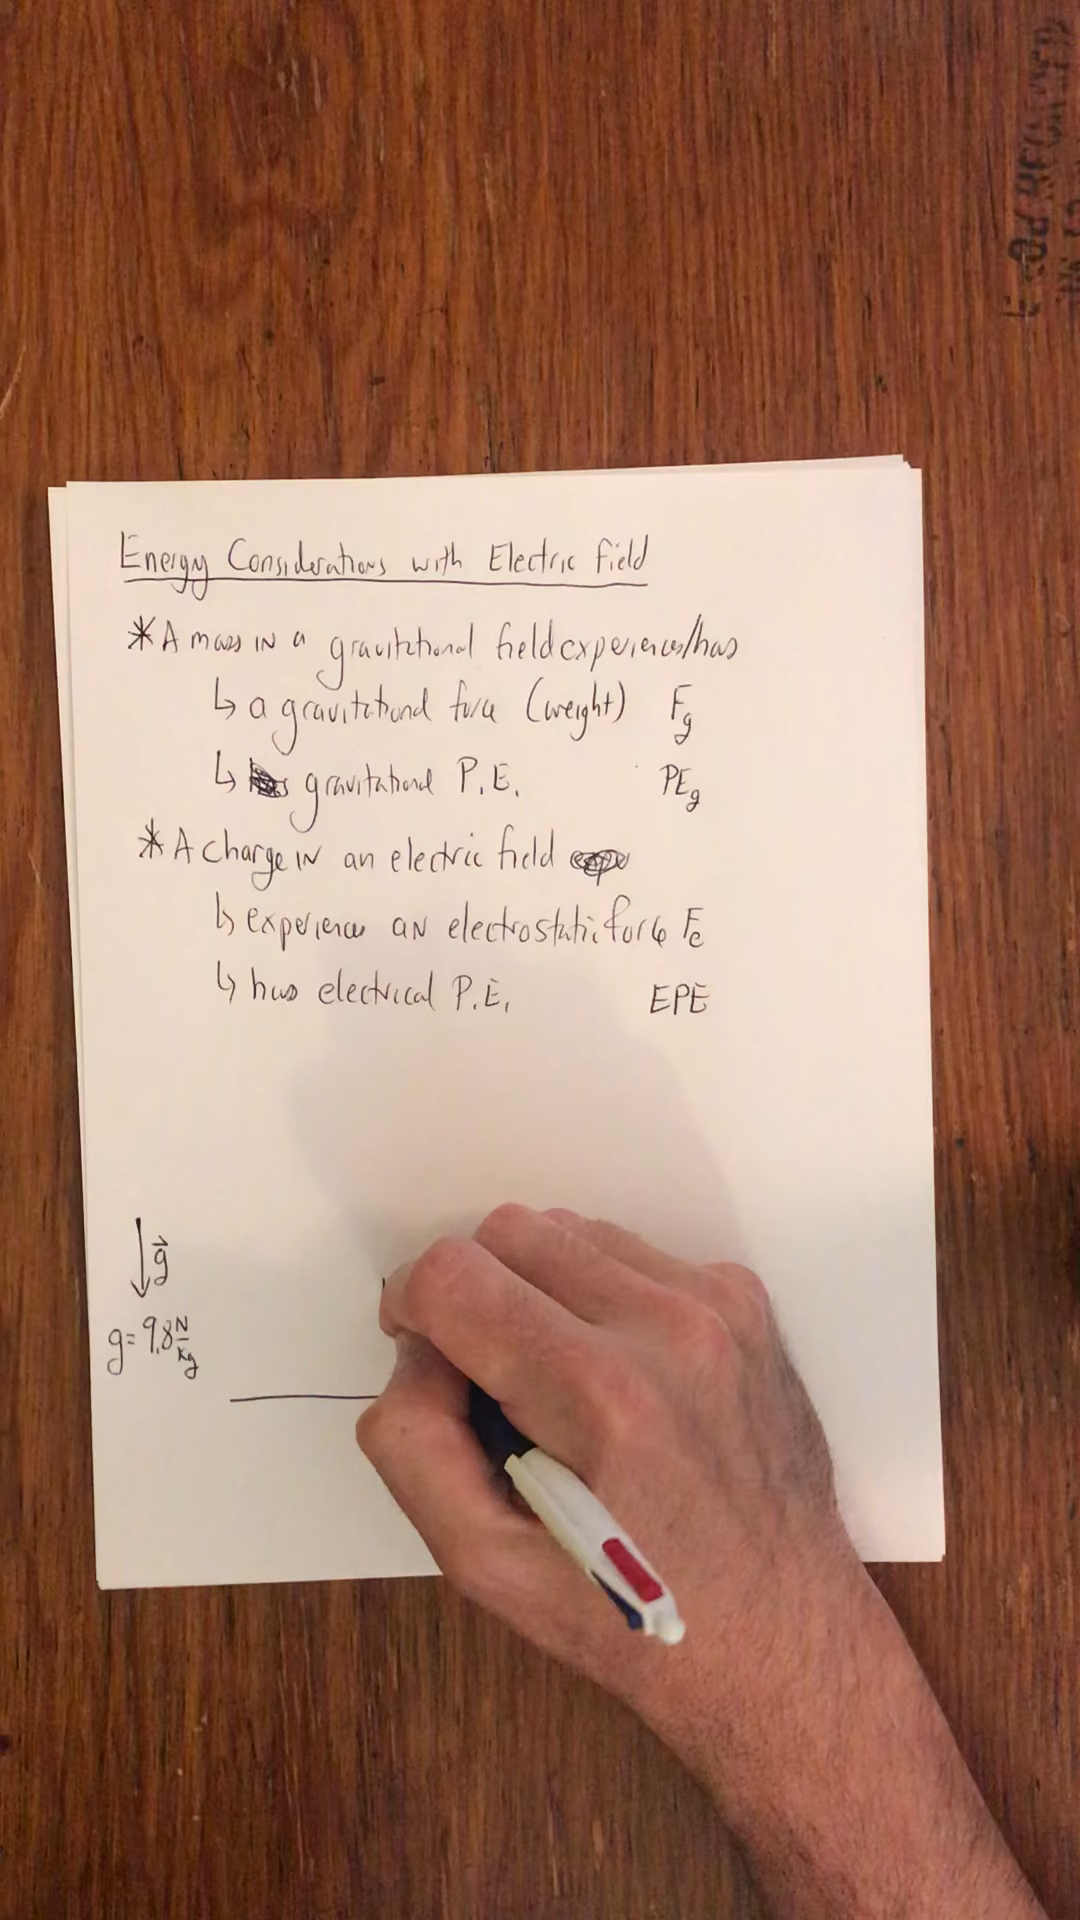 Energy Considerations with Electric Field
* A mass in a gravitational field experiences/has
↳ a gravitational force (weight) Fg
↳ gravitational P.E. PEg
* A charge in an electric field
↳ experiences an electrostatic force Fe
↳ has electrical P.E. EPE
↓ g⃗
g = 9.8 N/kg